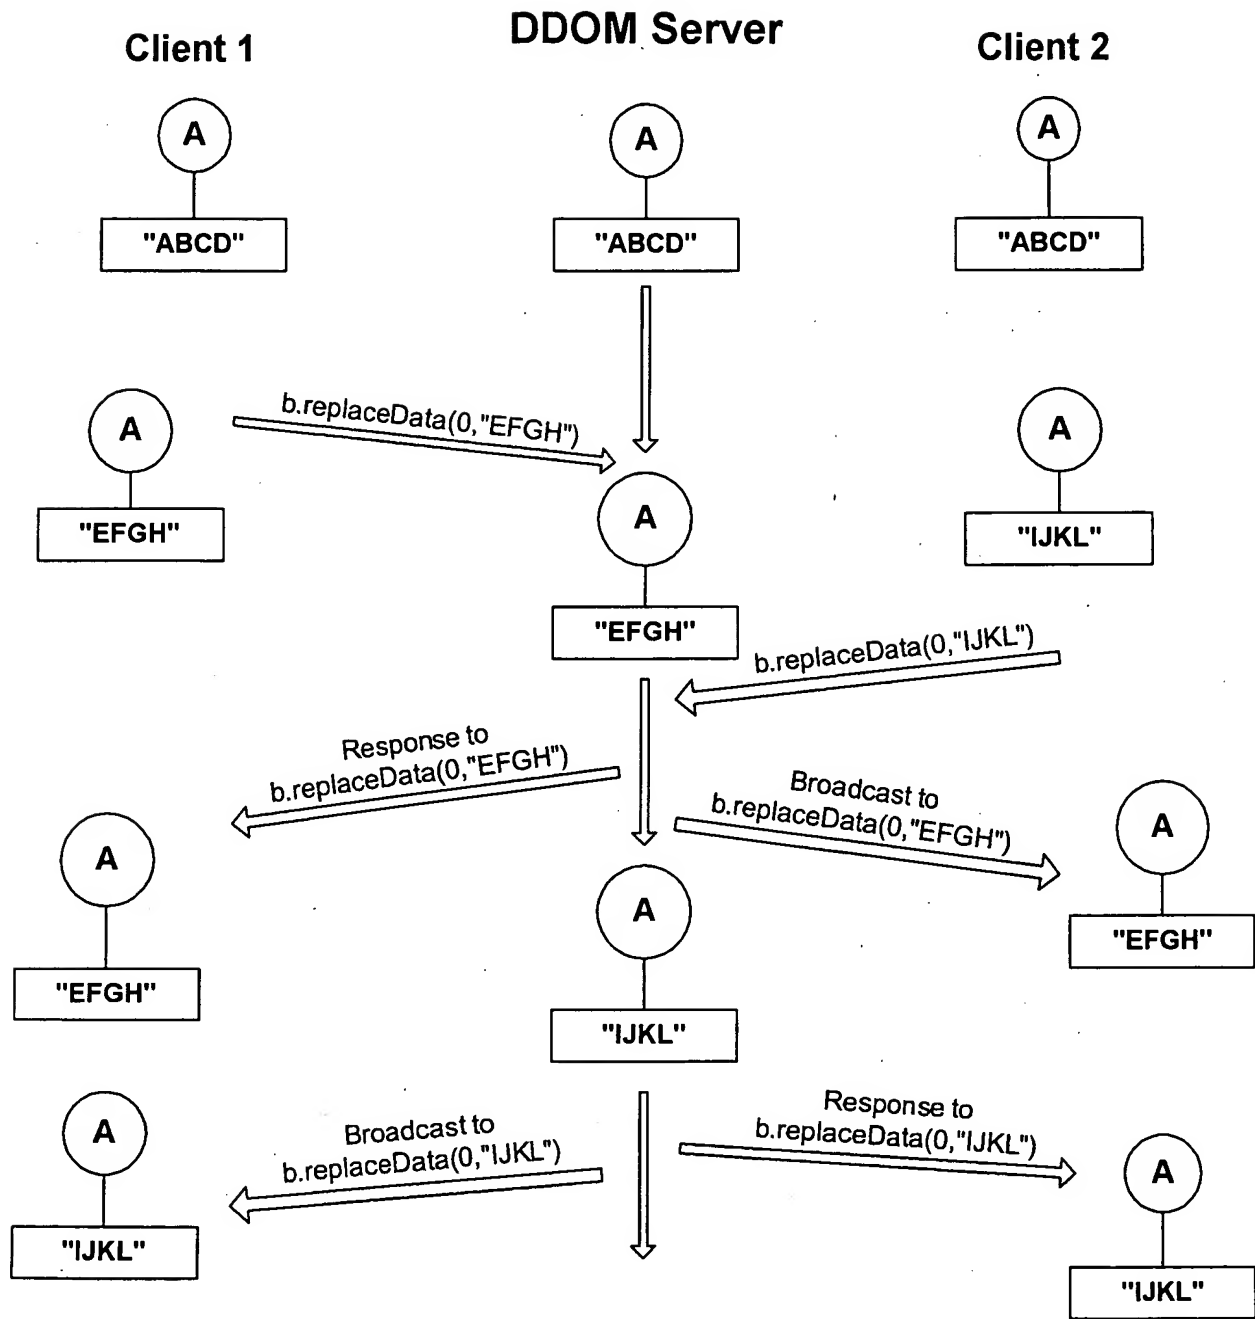 DDOM Server
Client 1
Client 2
A
A
A
"ABCD"
"ABCD"
"ABCD"
b.replaceData(0,"EFGH")
A
A
A
"EFGH"
"IJKL"
"EFGH"
b.replaceData(0,"IJKL")
Response to
b.replaceData(0,"EFGH")
Broadcast to
b.replaceData(0,"EFGH")
A
A
A
"EFGH"
"EFGH"
"IJKL"
A
Broadcast to
b.replaceData(0,"IJKL")
Response to
b.replaceData(0,"IJKL")
A
"IJKL"
"IJKL"